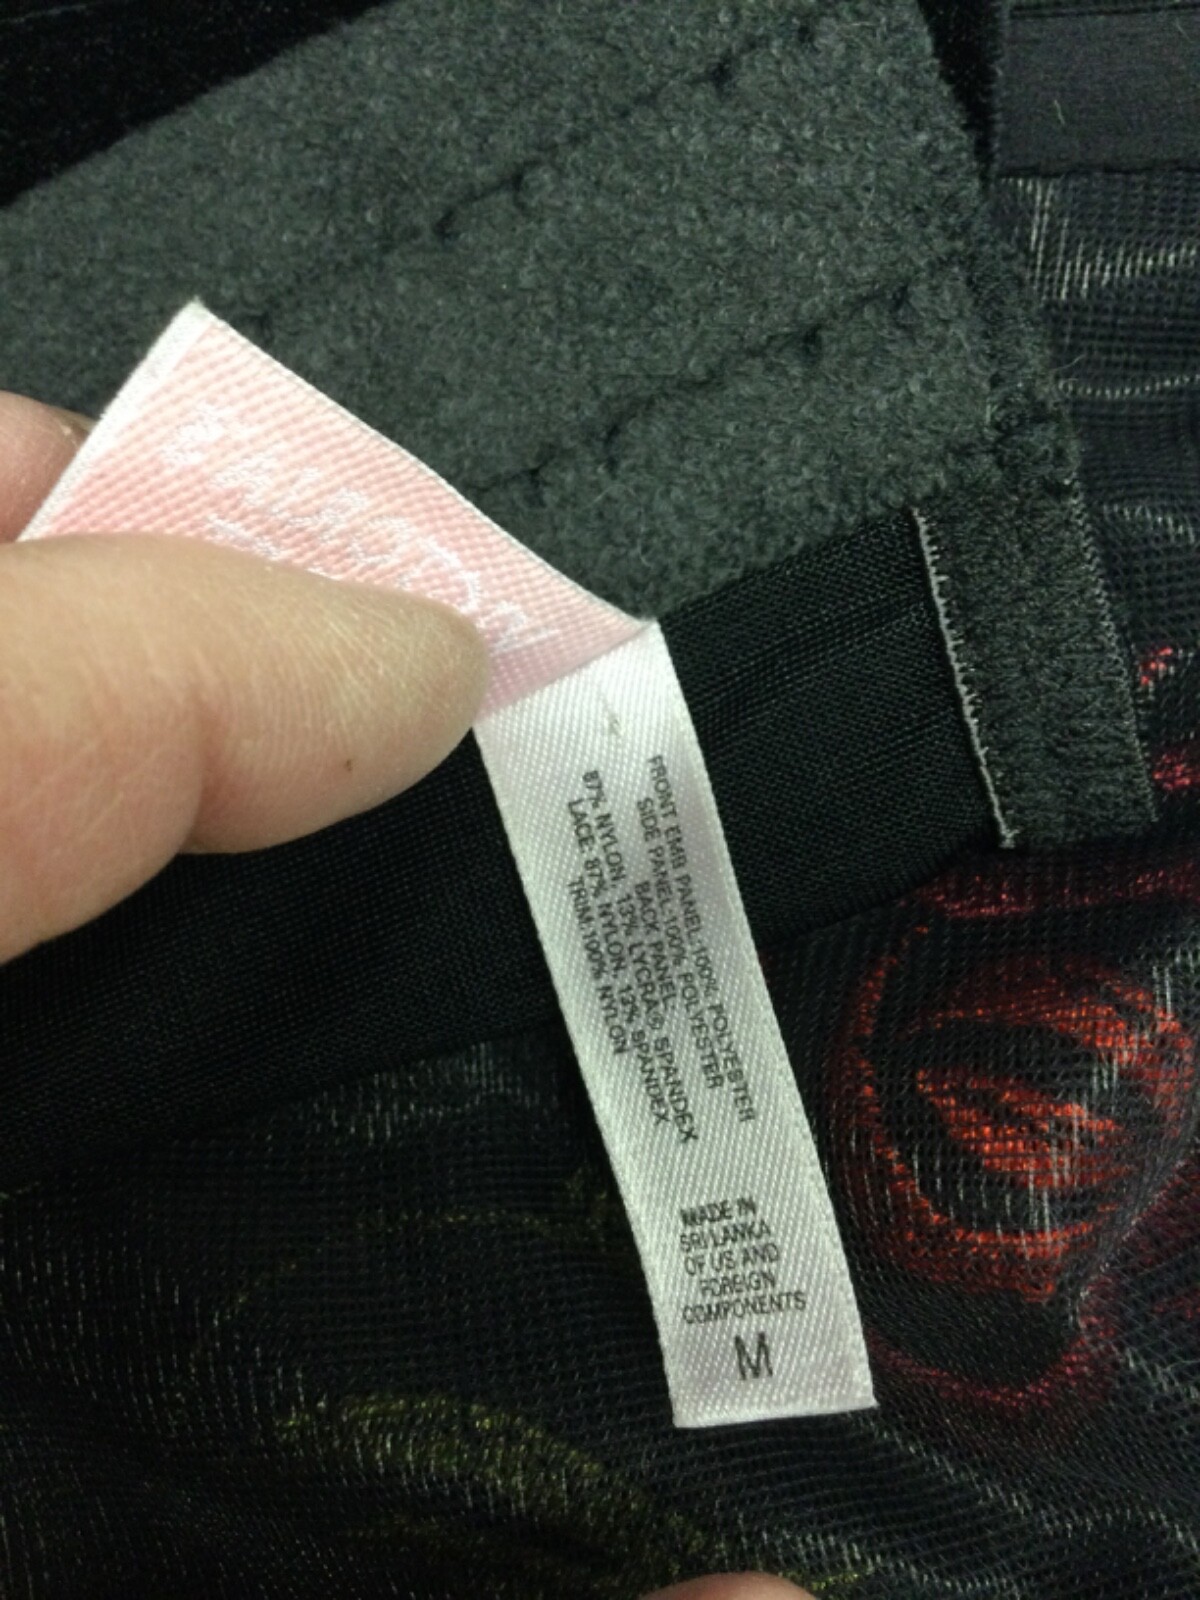 FRONT EMB PANEL:100% POLYESTER
SIDE PANEL:100% POLYESTER
BACK PANEL
87% NYLON, 13% LYCRA® SPANDEX
LACE: 87% NYLON, 13% SPANDEX
TRIM:100% NYLON
MADE IN
SRI LANKA
OF US AND
FOREIGN
COMPONENTS
M